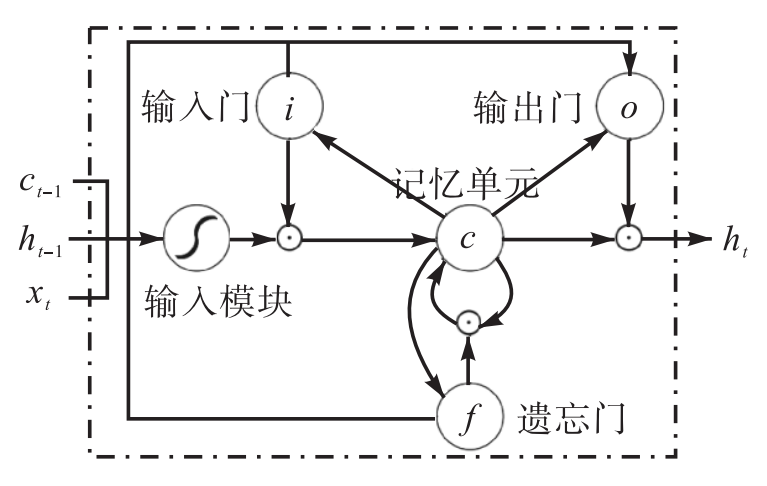 输入门
i
输出门
o
记忆单元
c_{t-1}
h_{t-1}
x_t
c
h_t
输入模块
f
遗忘门